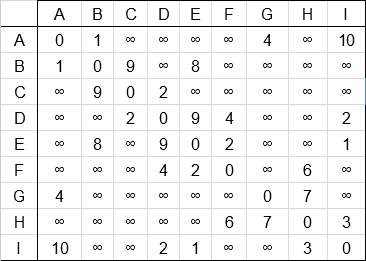 A B C D E F G H I
A 0 1 ∞ ∞ ∞ ∞ 4 ∞ 10
B 1 0 9 ∞ 8 ∞ ∞ ∞ ∞
C ∞ 9 0 2 ∞ ∞ ∞ ∞ ∞
D ∞ ∞ 2 0 9 4 ∞ ∞ 2
E ∞ 8 ∞ 9 0 2 ∞ ∞ 1
F ∞ ∞ ∞ 4 2 0 ∞ 6 ∞
G 4 ∞ ∞ ∞ ∞ ∞ 0 7 ∞
H ∞ ∞ ∞ ∞ ∞ 6 7 0 3
I 10 ∞ ∞ 2 1 ∞ ∞ 3 0